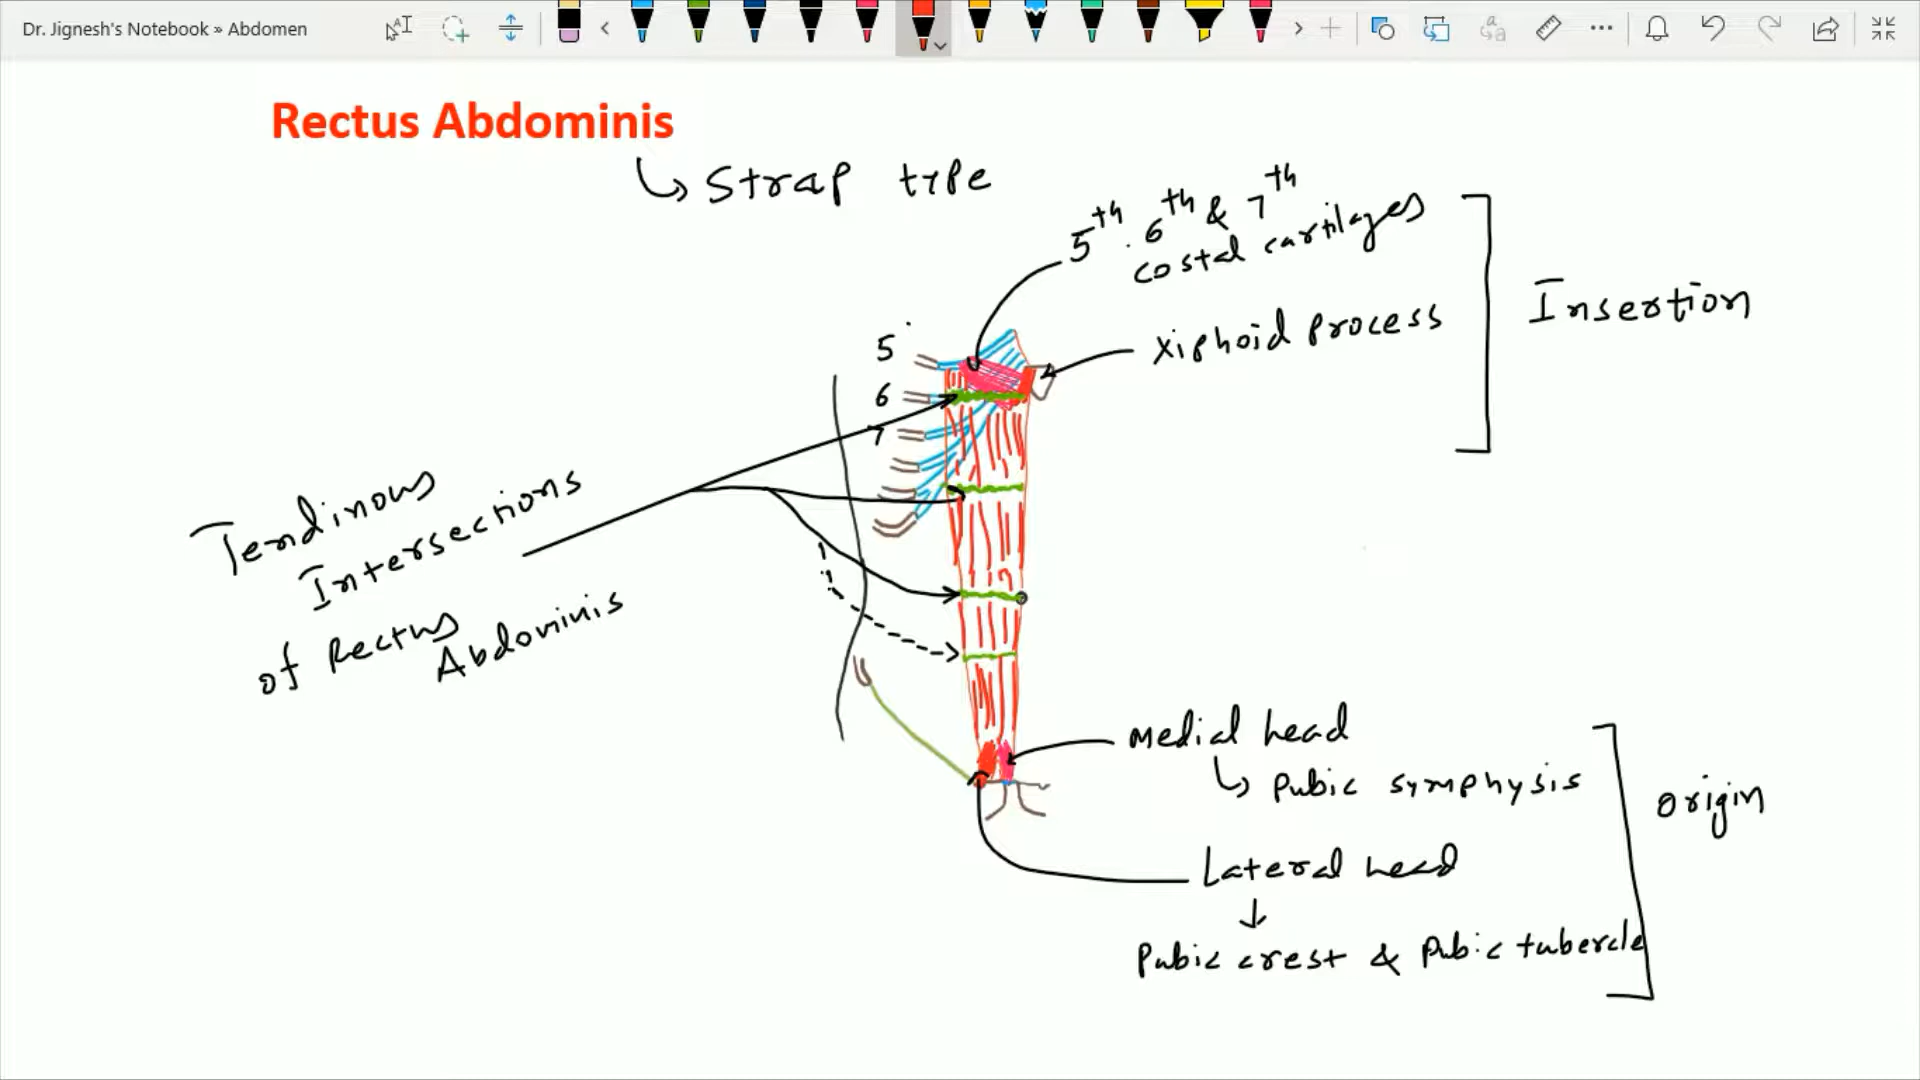 Dr. Jignesh's Notebook » Abdomen
Rectus Abdominis
Strap type
5th. 6th & 7th
costal cartilages
Xiphoid process
Insertion
5
6
7
Tendinous
Intersections
of Rectus
Abdominis
Medial head
Pubic symphysis
Origin
Lateral head
Pubic crest & Pubic tubercle